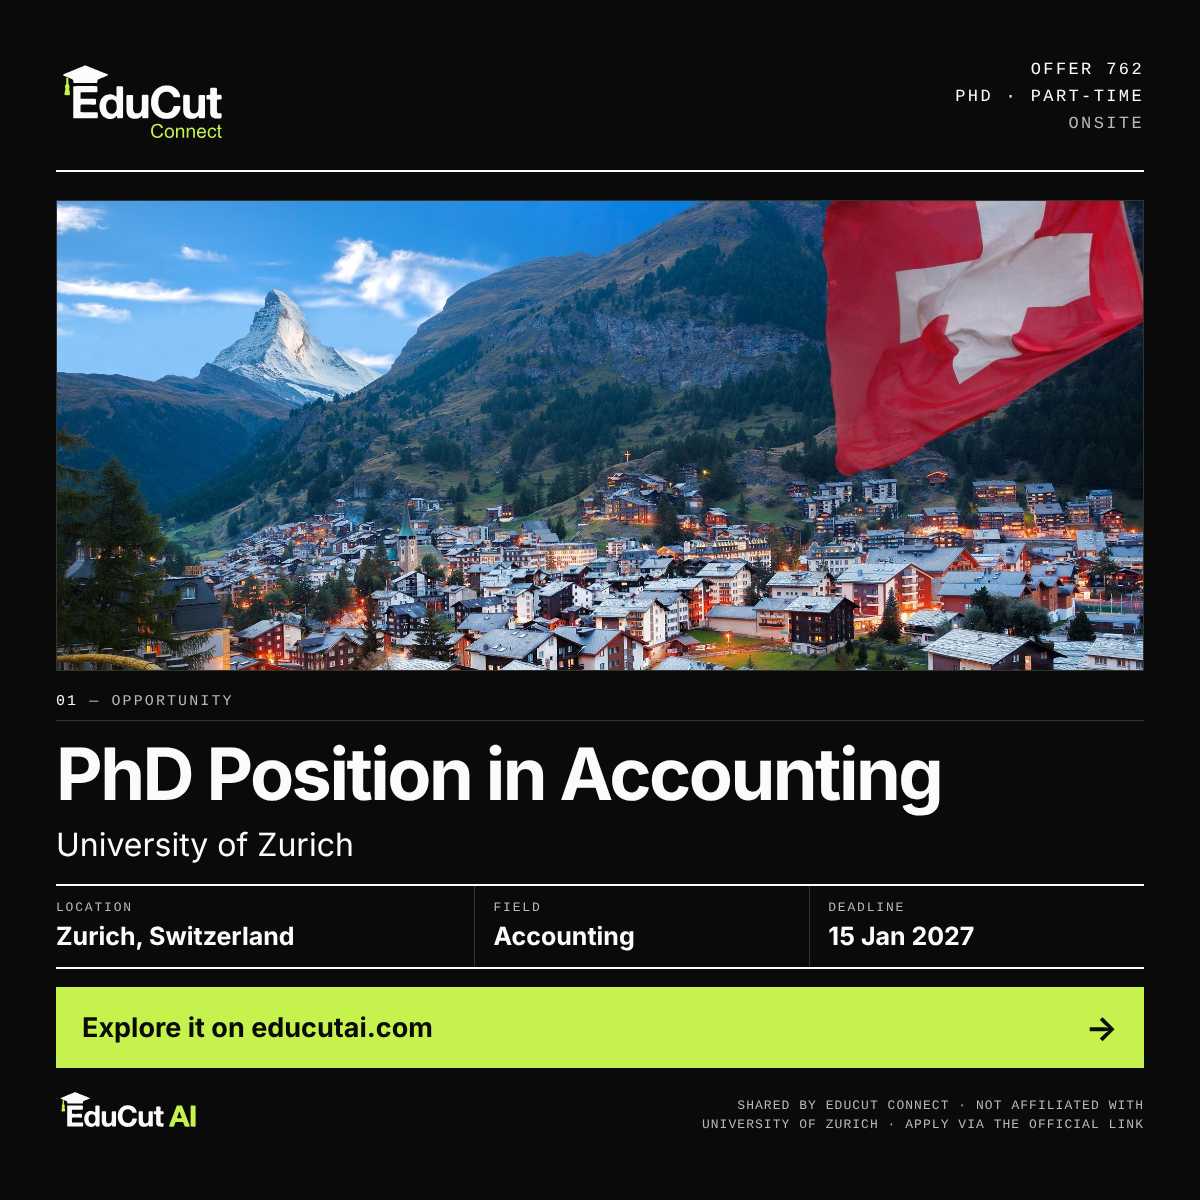 EduCut
Connect
OFFER 762
PHD · PART-TIME
ONSITE
01 — OPPORTUNITY
PhD Position in Accounting
University of Zurich
LOCATION
Zurich, Switzerland
FIELD
Accounting
DEADLINE
15 Jan 2027
Explore it on educutai.com →
EduCut AI
SHARED BY EDUCUT CONNECT · NOT AFFILIATED WITH
UNIVERSITY OF ZURICH · APPLY VIA THE OFFICIAL LINK